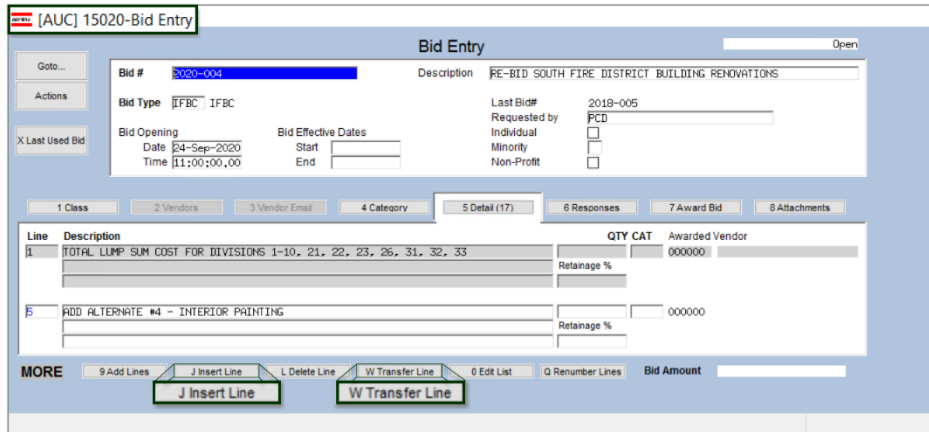 [AUC] 15020-Bid Entry
Bid Entry
Open
Goto...
Actions
X Last Used Bid
Bid # 2020-004 Description RE-BID SOUTH FIRE DISTRICT BUILDING RENOVATIONS
Bid Type IFBC IFBC Last Bid# 2018-005
Requested by PCD
Bid Opening Bid Effective Dates Individual
Date 24-Sep-2020 Start Minority
Time 11:00:00.00 End Non-Profit
1 Class 2 Vendors 3 Vendor Email 4 Category 5 Detail (17) 6 Responses 7 Award Bid 8 Attachments
Line Description QTY CAT Awarded Vendor
1 TOTAL LUMP SUM COST FOR DIVISIONS 1-10, 21, 22, 23, 26, 31, 32, 33 000000
Retainage %
5 ADD ALTERNATE #4 - INTERIOR PAINTING 000000
Retainage %
MORE 9 Add Lines J Insert Line L Delete Line W Transfer Line 0 Edit List Q Renumber Lines Bid Amount
J Insert Line W Transfer Line